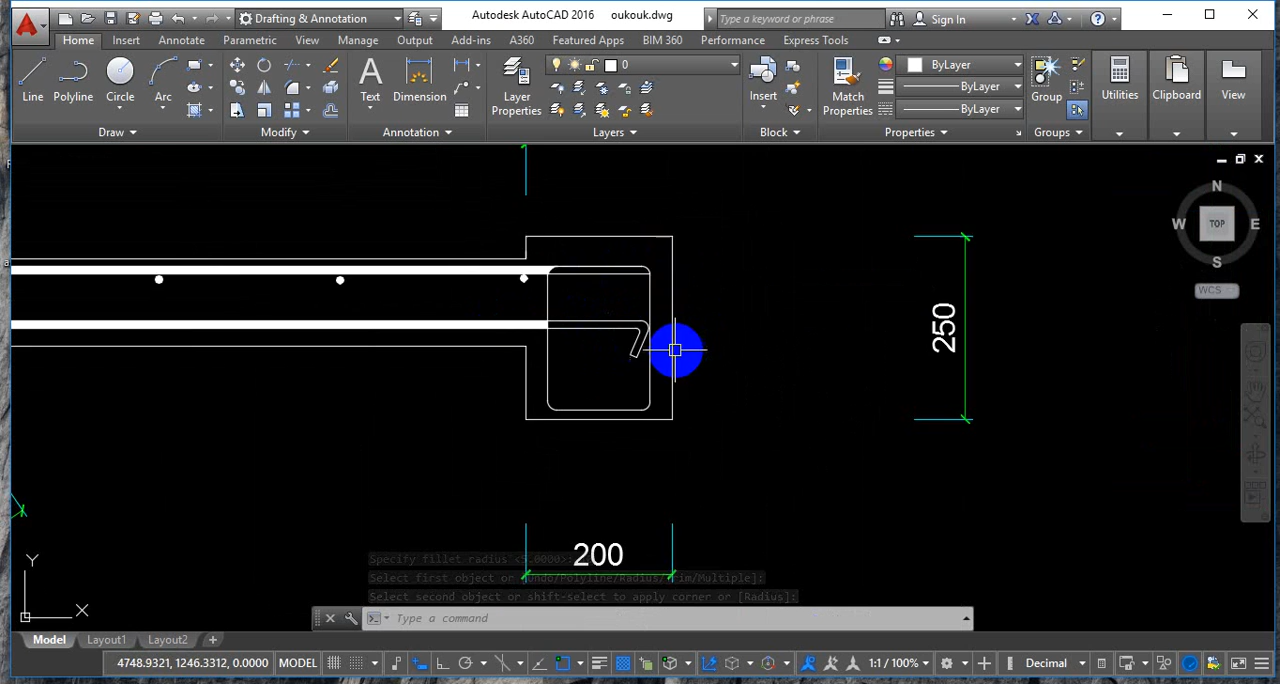 Drafting & Annotation
Autodesk AutoCAD 2016 oukouk.dwg
Type a keyword or phrase
Sign In
Home Insert Annotate Parametric View Manage Output Add-ins A360 Featured Apps BIM 360 Performance Express Tools
Line Polyline Circle Arc
Text Dimension
Layer Properties
0
Insert
Match Properties
ByLayer
ByLayer
ByLayer
Group
Utilities
Clipboard
View
Draw Modify Annotation Layers Block Properties Groups
N
W TOP E
S
WCS
250
200
Specify fillet radius <5.0000>:
Select first object or [Undo/Polyline/Radius/Trim/Multiple]:
Select second object or shift-select to apply corner or [Radius]:
Y
X
Type a command
Model Layout1 Layout2 +
4748.9321, 1246.3312, 0.0000 MODEL 1:1 / 100% Decimal